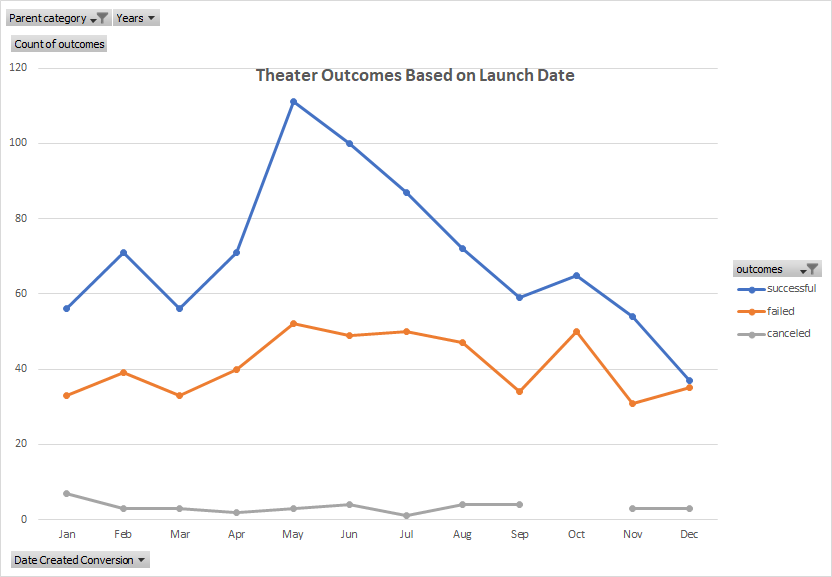 Parent category Years
Count of outcomes
Theater Outcomes Based on Launch Date
120
100
80
60
40
20
0
Jan Feb Mar Apr May Jun Jul Aug Sep Oct Nov Dec
outcomes
successful
failed
canceled
Date Created Conversion